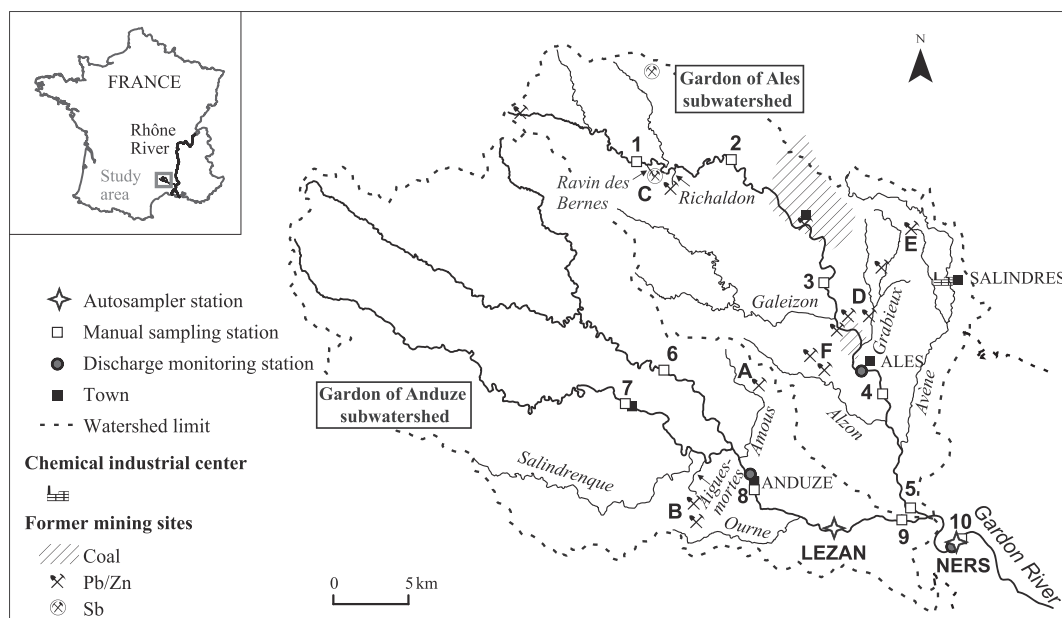 FRANCE
Rhône
River
Study
area
Autosampler station
Manual sampling station
Discharge monitoring station
Town
Watershed limit
Chemical industrial center
Former mining sites
Coal
Pb/Zn
Sb
0 5 km
N
Gardon of Ales
subwatershed
1
2
Ravin des
Bernes
C
Richaldon
E
SALINDRES
3
D
Galeizon
Grabieux
F
ALES
6
A
4
Avène
7
Gardon of Anduze
subwatershed
Alzon
Amous
Salindrenque
Aigues-
mortes
ANDUZE
8
B
Ourne
5
LEZAN
9
10
NERS
Gardon River